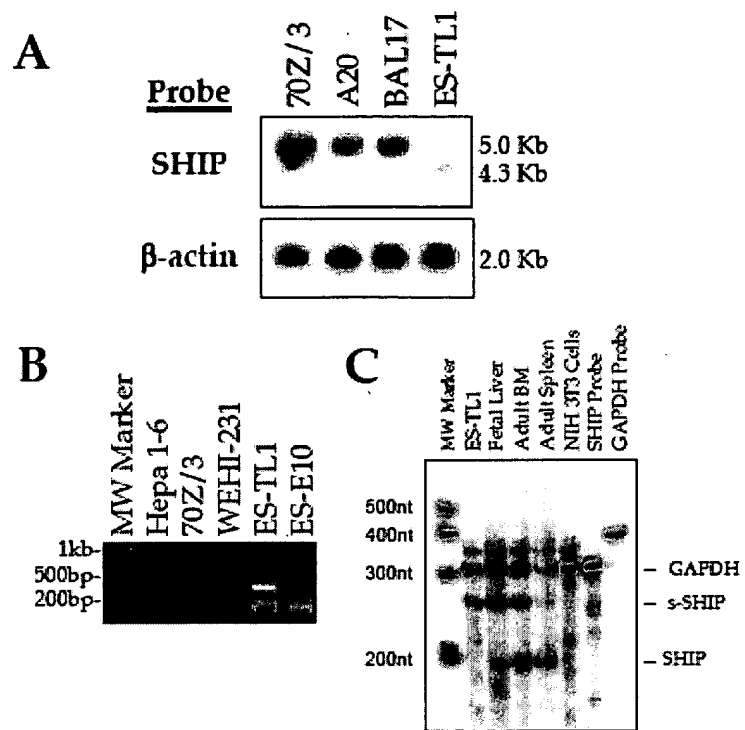 A
Probe
70Z/3
A20
BAL17
ES-TL1
SHIP
5.0 Kb
4.3 Kb
β-actin
2.0 Kb
B
MW Marker
Hepa 1-6
70Z/3
WEHI-231
ES-TL1
ES-E10
1kb-
500bp-
200bp-
C
MW Marker
ES-TL1
Fetal Liver
Adult BM
Adult Spleen
NIH 3T3 Cells
SHIP Probe
GAPDH Probe
500nt
400nt
300nt
200nt
– GAPDH
– s-SHIP
– SHIP